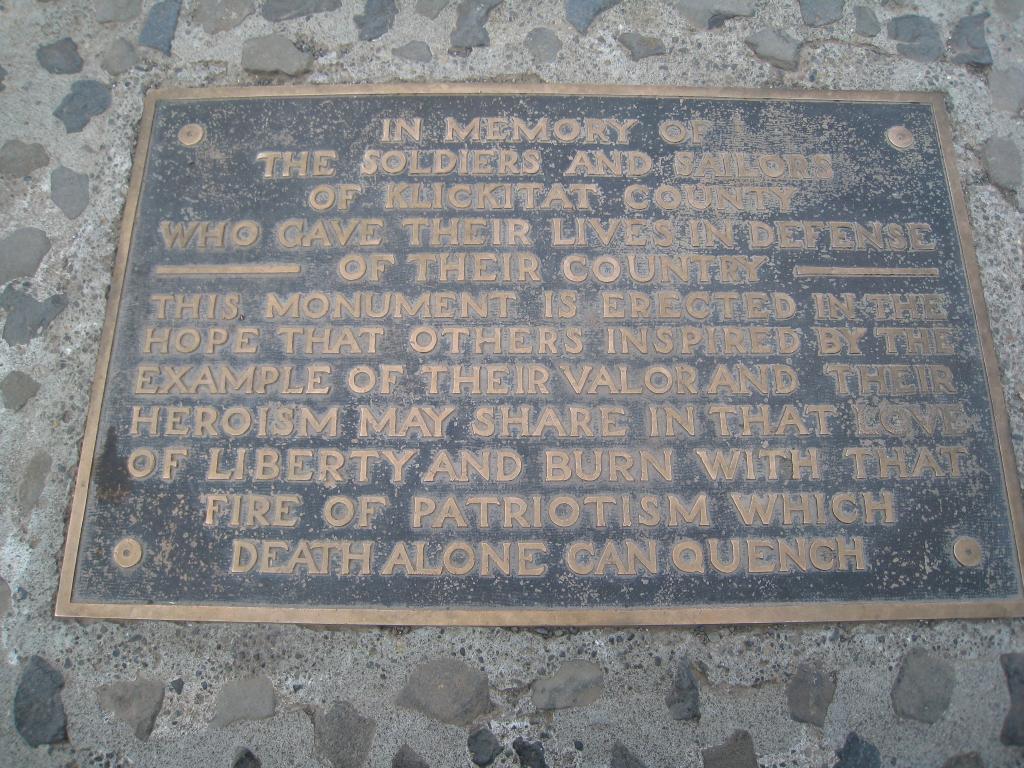 IN MEMORY OF
THE SOLDIERS AND SAILORS
OF KLICKITAT COUNTY
WHO GAVE THEIR LIVES IN DEFENSE
OF THEIR COUNTRY
THIS MONUMENT IS ERECTED IN THE
HOPE THAT OTHERS INSPIRED BY THE
EXAMPLE OF THEIR VALOR AND THEIR
HEROISM MAY SHARE IN THAT LOVE
OF LIBERTY AND BURN WITH THAT
FIRE OF PATRIOTISM WHICH
DEATH ALONE CAN QUENCH